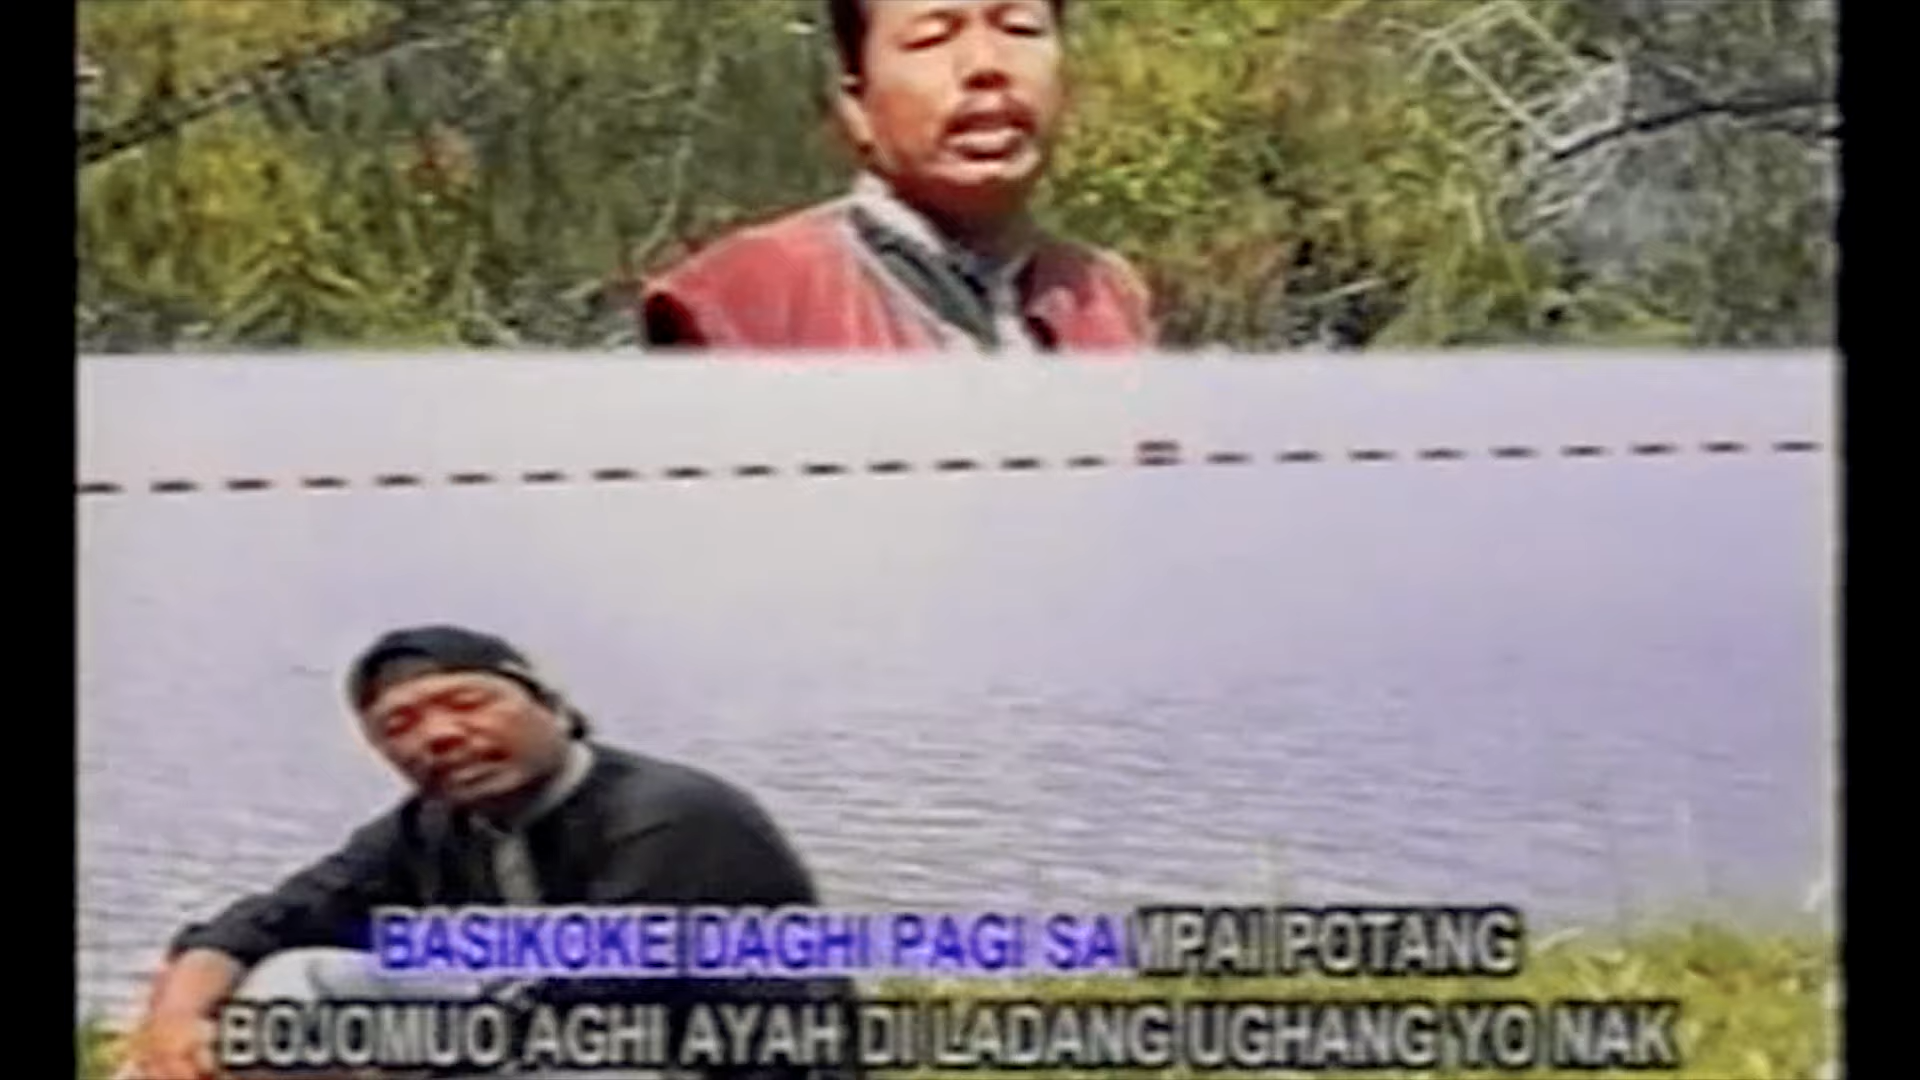 BASIKOKE DAGHI PAGI SAMPAI POTANG
BOJOMUO AGHI AYAH DI LADANG UGHANG YO NAK